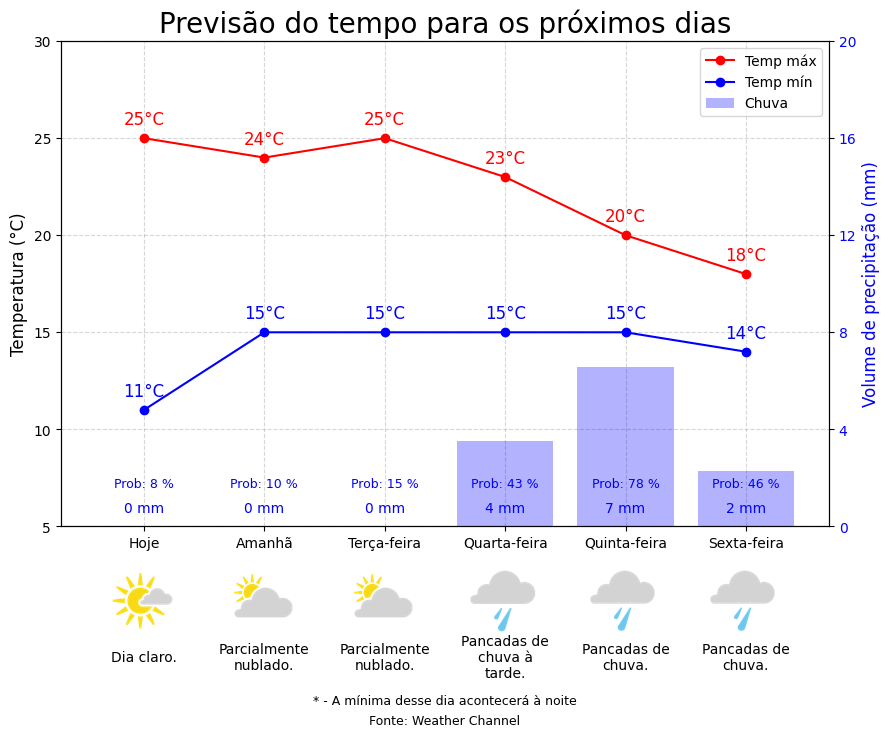 Previsão do tempo para os próximos dias
Temp máx
Temp mín
Chuva
Temperatura (°C)
Volume de precipitação (mm)
30
25
20
15
10
5
20
16
12
8
4
0
25°C
24°C
25°C
23°C
20°C
18°C
11°C
15°C
15°C
15°C
15°C
14°C
Prob: 8 %
Prob: 10 %
Prob: 15 %
Prob: 43 %
Prob: 78 %
Prob: 46 %
0 mm
0 mm
0 mm
4 mm
7 mm
2 mm
Hoje
Amanhã
Terça-feira
Quarta-feira
Quinta-feira
Sexta-feira
Dia claro.
Parcialmente
nublado.
Parcialmente
nublado.
Pancadas de
chuva à
tarde.
Pancadas de
chuva.
Pancadas de
chuva.
* - A mínima desse dia acontecerá à noite
Fonte: Weather Channel